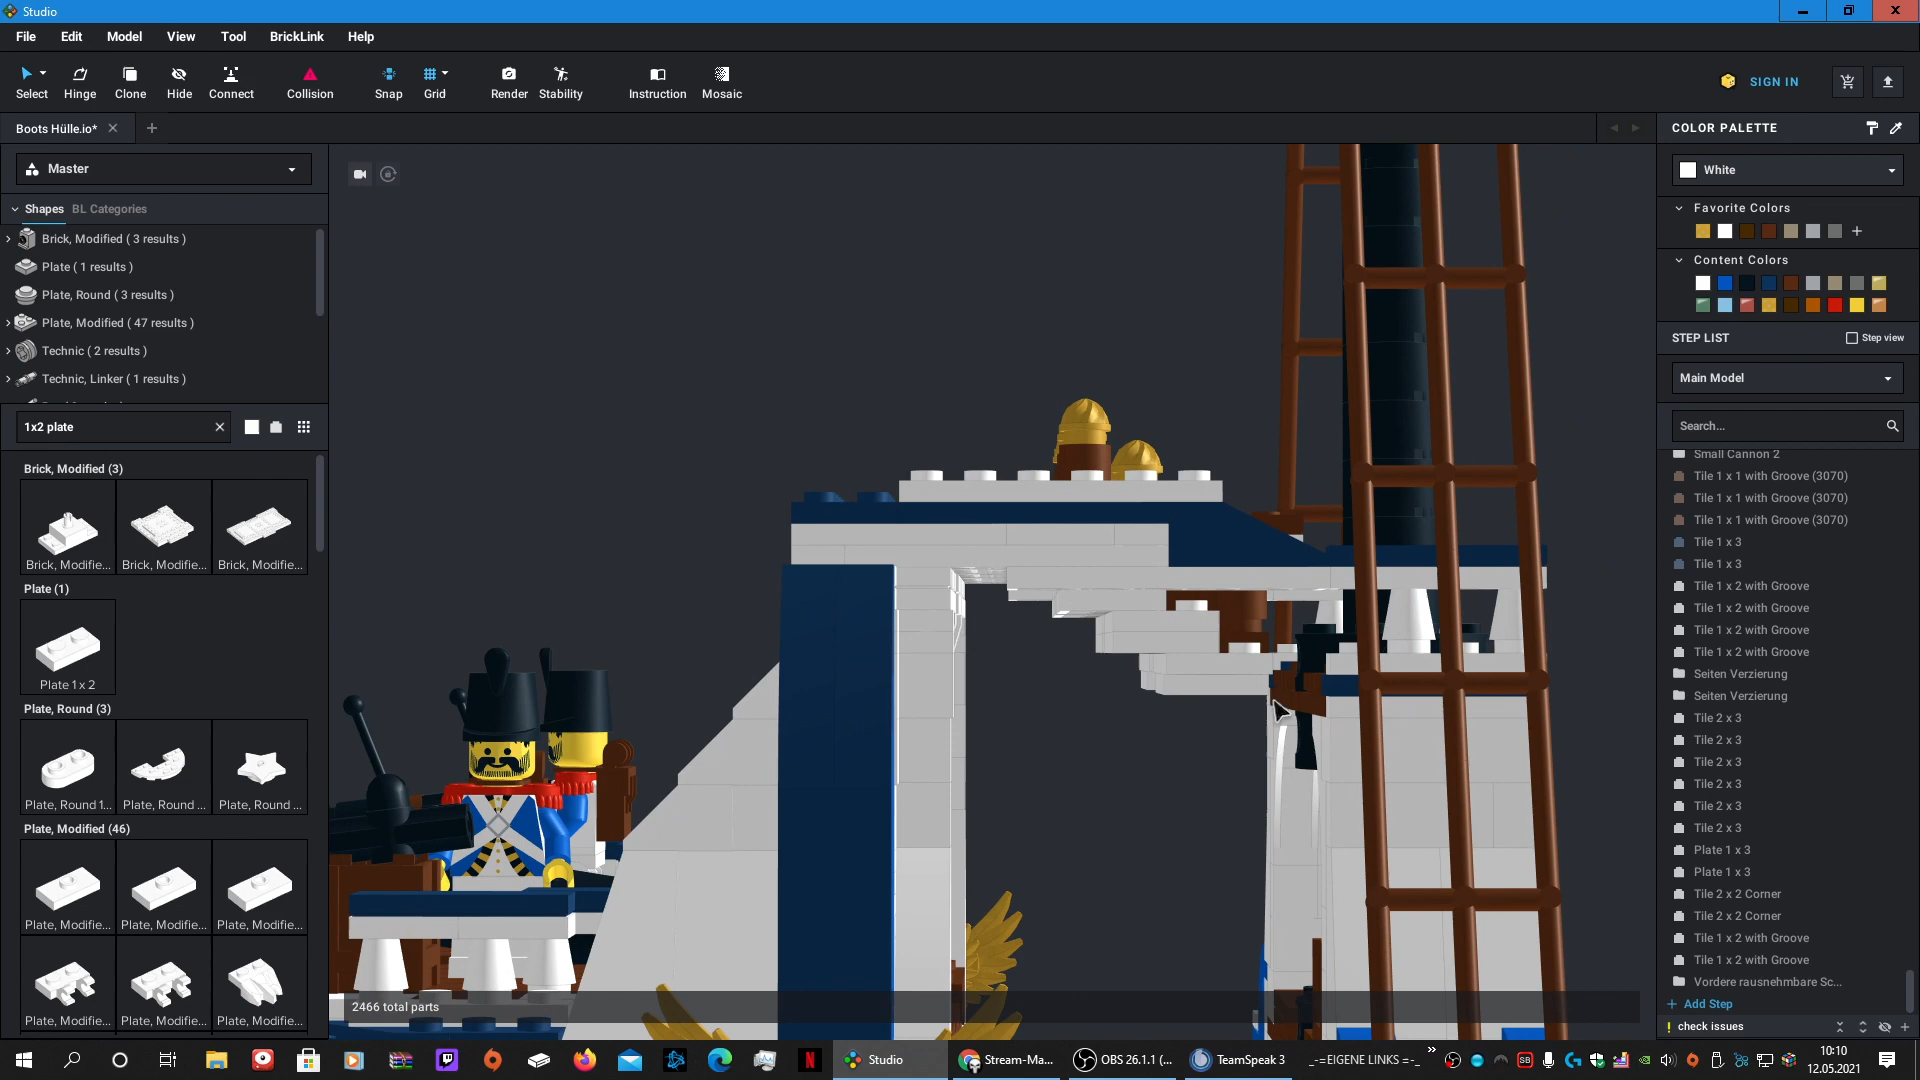 Studio
File Edit Model View Tool BrickLink Help
Select Hinge Clone Hide Connect Collision Snap Grid Render Stability Instruction Mosaic
SIGN IN
Boots Hülle.io*
Master
Shapes BL Categories
Brick, Modified ( 3 results )
Plate ( 1 results )
Plate, Round ( 3 results )
Plate, Modified ( 47 results )
Technic ( 2 results )
Technic, Linker ( 1 results )
1x2 plate
Brick, Modified (3)
Brick, Modifie... Brick, Modifie... Brick, Modifie...
Plate (1)
Plate 1 x 2
Plate, Round (3)
Plate, Round 1... Plate, Round ... Plate, Round ...
Plate, Modified (46)
Plate, Modifie... Plate, Modifie... Plate, Modifie...
Plate, Modifie... Plate, Modifie... Plate, Modifie...
2466 total parts
COLOR PALETTE
White
Favorite Colors
Content Colors
STEP LIST
Step view
Main Model
Search...
Small Cannon 2
Tile 1 x 1 with Groove (3070)
Tile 1 x 1 with Groove (3070)
Tile 1 x 1 with Groove (3070)
Tile 1 x 3
Tile 1 x 3
Tile 1 x 2 with Groove
Tile 1 x 2 with Groove
Tile 1 x 2 with Groove
Tile 1 x 2 with Groove
Seiten Verzierung
Seiten Verzierung
Tile 2 x 3
Tile 2 x 3
Tile 2 x 3
Tile 2 x 3
Tile 2 x 3
Tile 2 x 3
Plate 1 x 3
Plate 1 x 3
Tile 2 x 2 Corner
Tile 2 x 2 Corner
Tile 1 x 2 with Groove
Tile 1 x 2 with Groove
Vordere rausnehmbare Sc...
+ Add Step
! check issues
Studio
Stream-Ma...
OBS 26.1.1 (...
TeamSpeak 3
_-=EIGENE LINKS =-_
»
10:10
12.05.2021